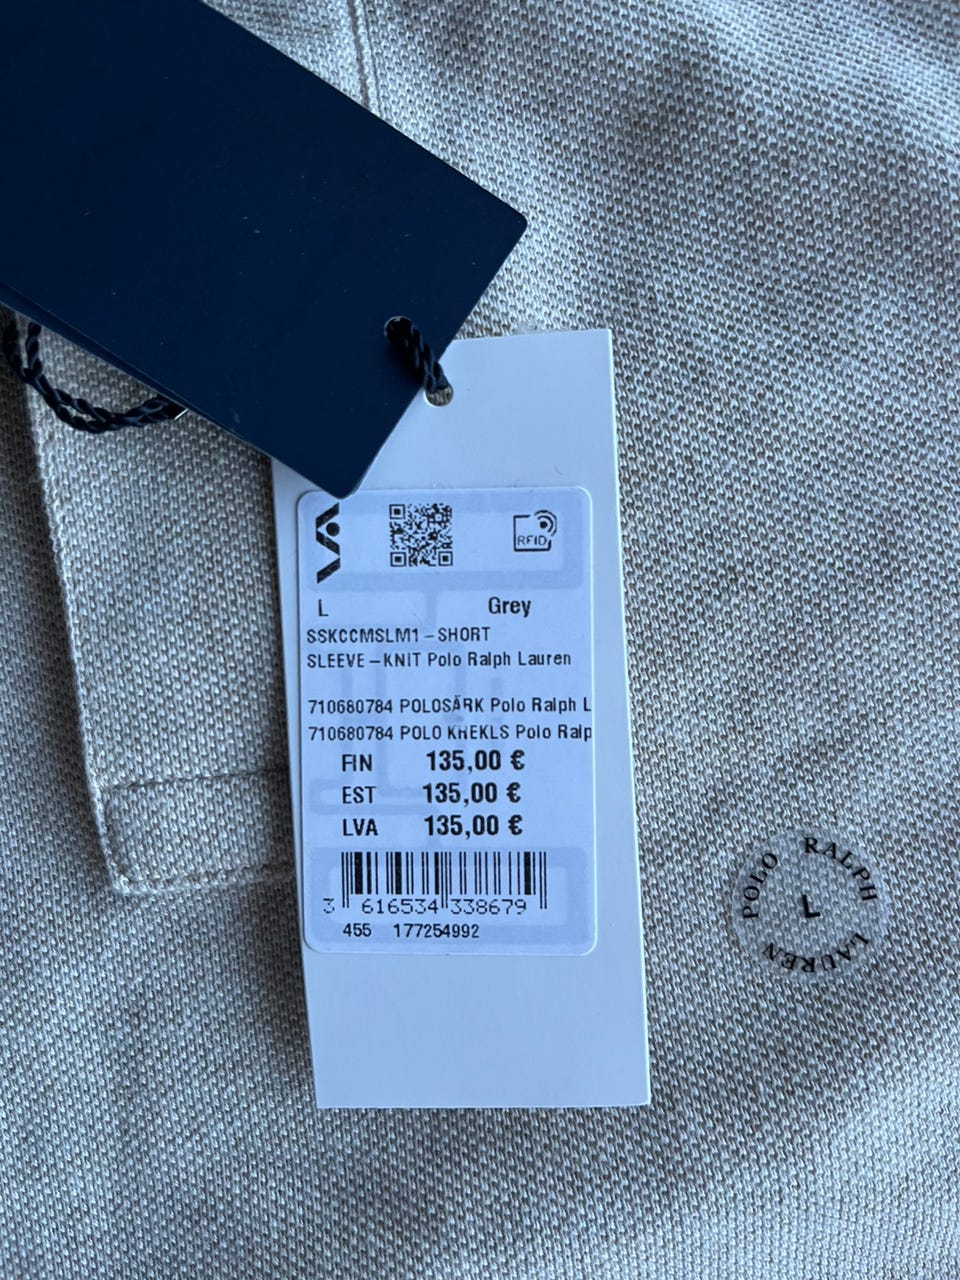 RFID
L Grey
SSKCCMSLM1-SHORT
SLEEVE-KNIT Polo Ralph Lauren
710680784 POLOSÄRK Polo Ralph L
710680784 POLO KREKLS Polo Ralp
FIN 135,00 €
EST 135,00 €
LVA 135,00 €
3 616534 338679
455 177254992
POLO RALPH LAUREN
L